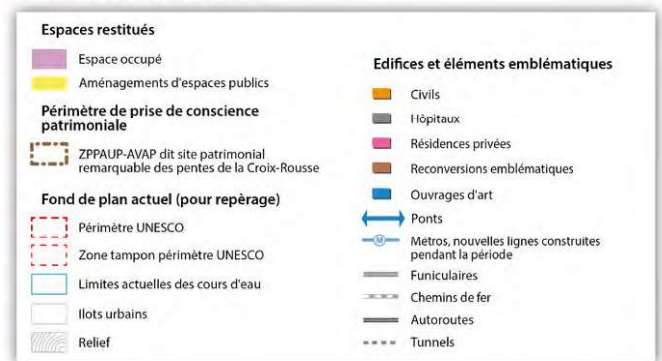 Espaces restitués
Espace occupé
Aménagements d'espaces publics
Périmètre de prise de conscience
patrimoniale
ZPPAUP-AVAP dit site patrimonial
remarquable des pentes de la Croix-Rousse
Fond de plan actuel (pour repèrage)
Périmètre UNESCO
Zone tampon périmètre UNESCO
Limites actuelles des cours d'eau
Ilots urbains
Relief
Edifices et éléments emblématiques
Civils
Hôpitaux
Résidences privées
Reconversions emblématiques
Ouvrages d'art
Ponts
M
Métros, nouvelles lignes construites
pendant la période
Funiculaires
Chemins de fer
Autoroutes
Tunnels